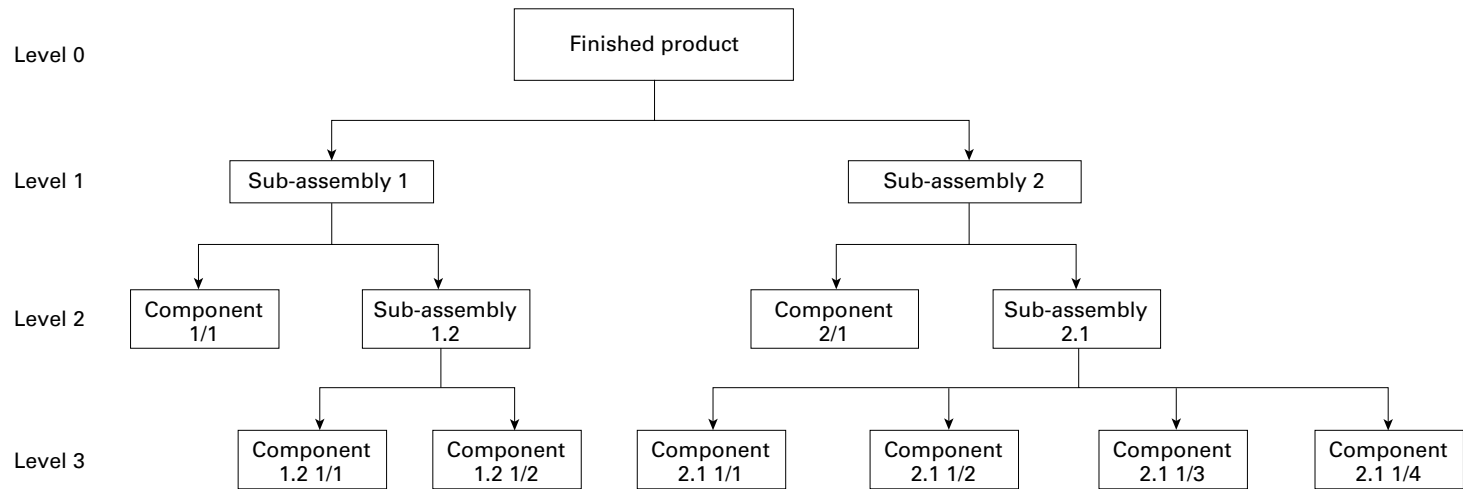 Level 0
Finished product
Level 1
Sub-assembly 1
Sub-assembly 2
Level 2
Component
1/1
Sub-assembly
1.2
Component
2/1
Sub-assembly
2.1
Level 3
Component
1.2 1/1
Component
1.2 1/2
Component
2.1 1/1
Component
2.1 1/2
Component
2.1 1/3
Component
2.1 1/4